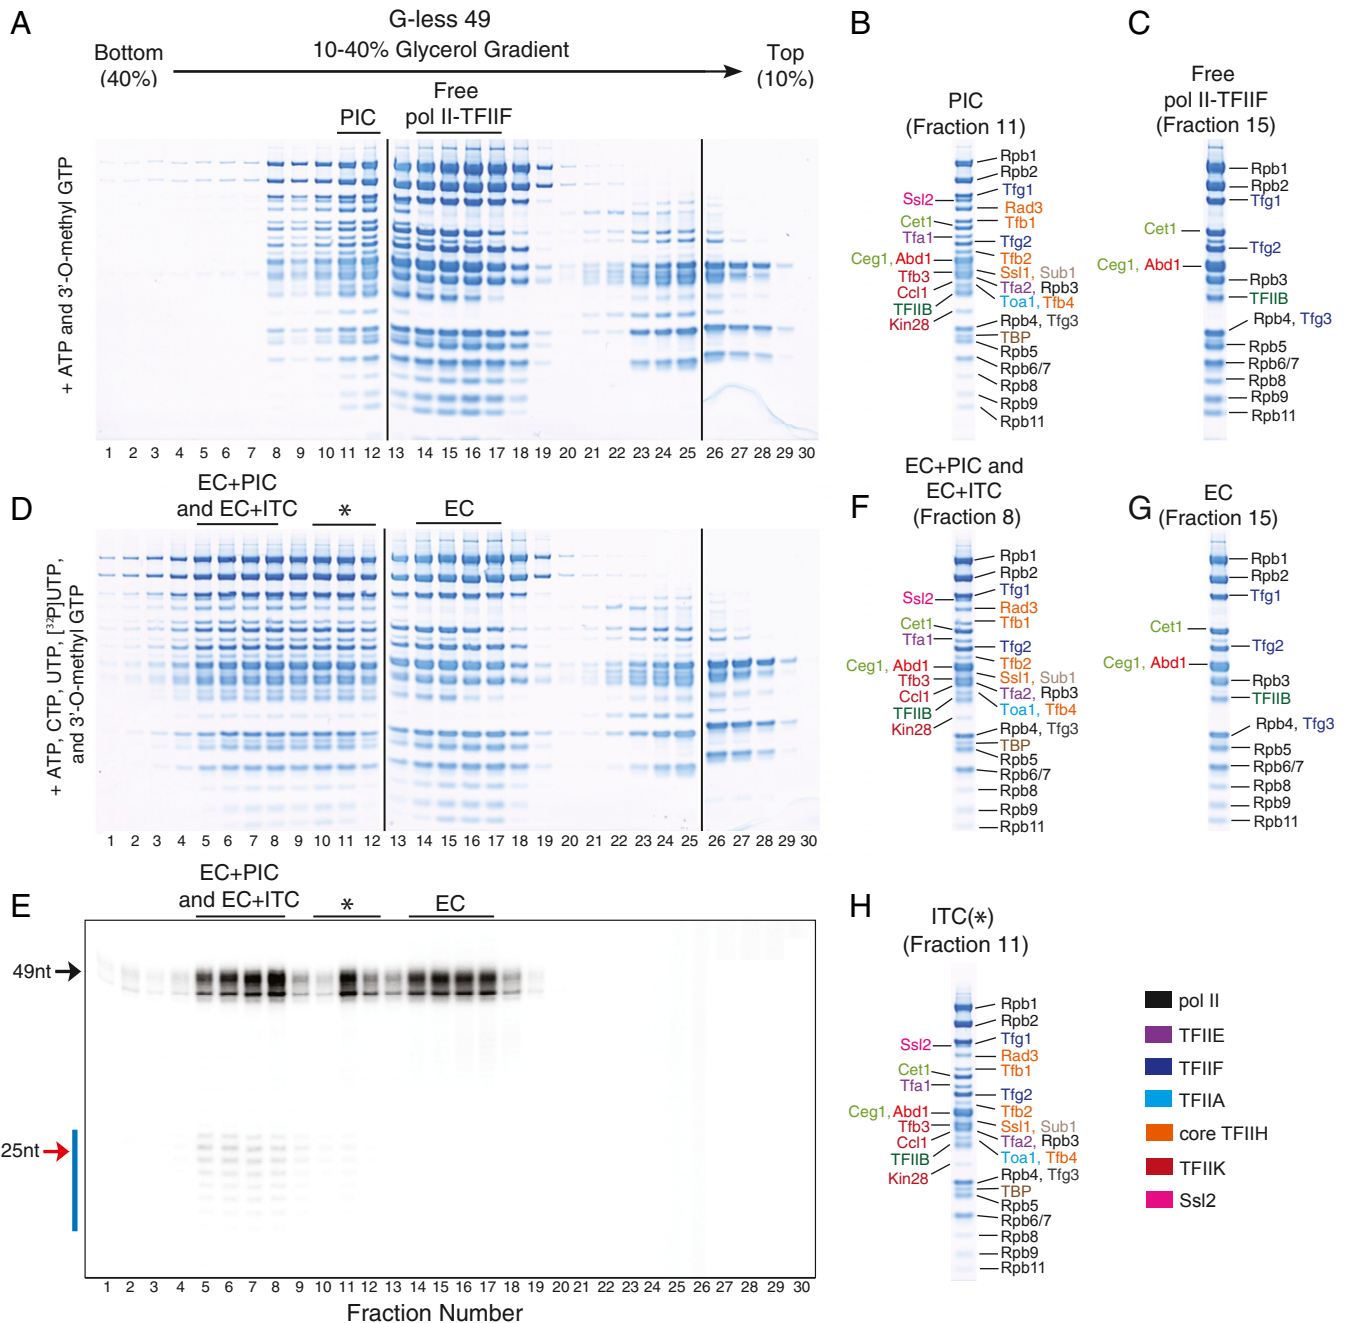 A
G-less 49
10-40% Glycerol Gradient
Bottom
(40%)
Top
(10%)
PIC
Free
pol II-TFIIF
+ ATP and 3'-O-methyl GTP
1 2 3 4 5 6 7 8 9 10 11 12 13 14 15 16 17 18 19 20 21 22 23 24 25 26 27 28 29 30
B
PIC
(Fraction 11)
Ssl2
Cet1
Tfa1
Ceg1, Abd1
Tfb3
Ccl1
TFIIB
Kin28
Rpb1
Rpb2
Tfg1
Rad3
Tfb1
Tfg2
Tfb2
Ssl1, Sub1
Tfa2, Rpb3
Toa1, Tfb4
Rpb4, Tfg3
TBP
Rpb5
Rpb6/7
Rpb8
Rpb9
Rpb11
C
Free
pol II-TFIIF
(Fraction 15)
Cet1
Ceg1, Abd1
Rpb1
Rpb2
Tfg1
Tfg2
Rpb3
TFIIB
Rpb4, Tfg3
Rpb5
Rpb6/7
Rpb8
Rpb9
Rpb11
D
EC+PIC
and EC+ITC
*
EC
+ ATP, CTP, UTP, [32P]UTP,
and 3'-O-methyl GTP
1 2 3 4 5 6 7 8 9 10 11 12 13 14 15 16 17 18 19 20 21 22 23 24 25 26 27 28 29 30
F
EC+PIC and
EC+ITC
(Fraction 8)
Ssl2
Cet1
Tfa1
Ceg1, Abd1
Tfb3
Ccl1
TFIIB
Kin28
Rpb1
Rpb2
Tfg1
Rad3
Tfb1
Tfg2
Tfb2
Ssl1, Sub1
Tfa2, Rpb3
Toa1, Tfb4
Rpb4, Tfg3
TBP
Rpb5
Rpb6/7
Rpb8
Rpb9
Rpb11
G
EC
(Fraction 15)
Cet1
Ceg1, Abd1
Rpb1
Rpb2
Tfg1
Tfg2
Rpb3
TFIIB
Rpb4, Tfg3
Rpb5
Rpb6/7
Rpb8
Rpb9
Rpb11
E
EC+PIC
and EC+ITC
*
EC
49nt
25nt
1 2 3 4 5 6 7 8 9 10 11 12 13 14 15 16 17 18 19 20 21 22 23 24 25 26 27 28 29 30
Fraction Number
H
ITC(*)
(Fraction 11)
Ssl2
Cet1
Tfa1
Ceg1, Abd1
Tfb3
Ccl1
TFIIB
Kin28
Rpb1
Rpb2
Tfg1
Rad3
Tfb1
Tfg2
Tfb2
Ssl1, Sub1
Tfa2, Rpb3
Toa1, Tfb4
Rpb4, Tfg3
TBP
Rpb5
Rpb6/7
Rpb8
Rpb9
Rpb11
pol II
TFIIE
TFIIF
TFIIA
core TFIIH
TFIIK
Ssl2